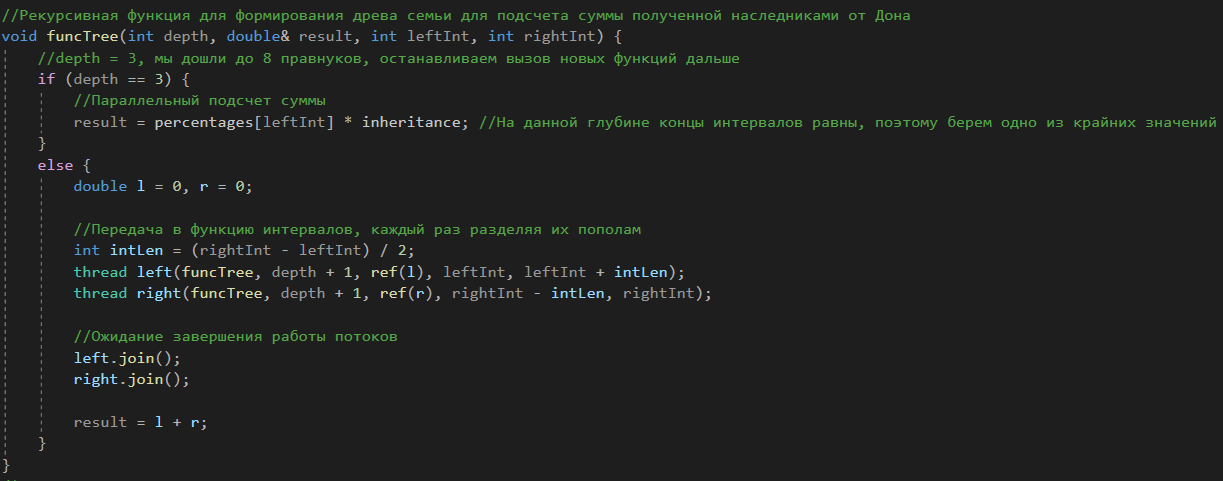 //Рекурсивная функция для формирования древа семьи для подсчета суммы полученной наследниками от Дона
void funcTree(int depth, double& result, int leftInt, int rightInt) {
//depth = 3, мы дошли до 8 правнуков, останавливаем вызов новых функций дальше
if (depth == 3) {
//Параллельный подсчет суммы
result = percentages[leftInt] * inheritance; //На данной глубине концы интервалов равны, поэтому берем одно из крайних значений
}
else {
double l = 0, r = 0;
//Передача в функцию интервалов, каждый раз разделяя их пополам
int intLen = (rightInt - leftInt) / 2;
thread left(funcTree, depth + 1, ref(l), leftInt, leftInt + intLen);
thread right(funcTree, depth + 1, ref(r), rightInt - intLen, rightInt);
//Ожидание завершения работы потоков
left.join();
right.join();
result = l + r;
}
}